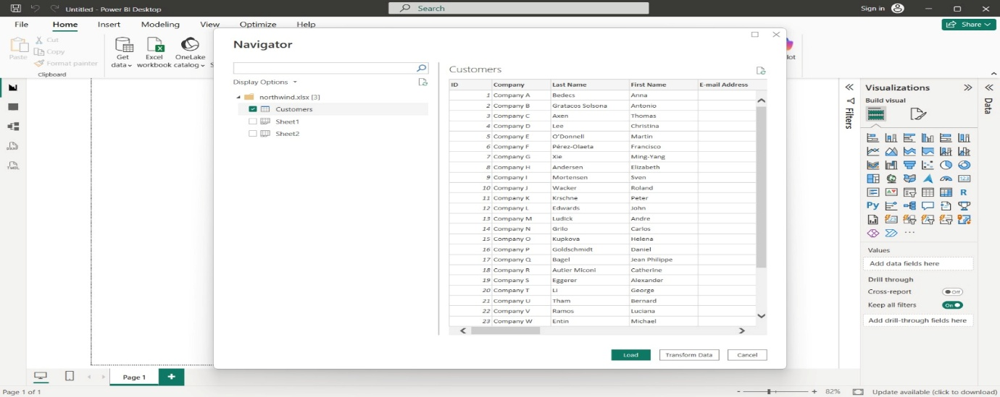 Untitled - Power BI Desktop
Search
Sign in
File Home Insert Modeling View Optimize Help
Share
Paste
Cut
Copy
Format painter
Clipboard
Get data
Excel workbook
OneLake catalog
Navigator
Display Options
northwind.xlsx [3]
Customers
Sheet1
Sheet2
Customers
ID Company Last Name First Name E-mail Address
1 Company A Bedecs Anna
2 Company B Gratacos Solsona Antonio
3 Company C Axen Thomas
4 Company D Lee Christina
5 Company E O'Donnell Martin
6 Company F Pérez-Olaeta Francisco
7 Company G Xie Ming-Yang
8 Company H Andersen Elizabeth
9 Company I Mortensen Sven
10 Company J Wacker Roland
11 Company K Krschne Peter
12 Company L Edwards John
13 Company M Ludick Andre
14 Company N Grilo Carlos
15 Company O Kupkova Helena
16 Company P Goldschmidt Daniel
17 Company Q Bagel Jean Philippe
18 Company R Autier Miconi Catherine
19 Company S Eggerer Alexander
20 Company T Li George
21 Company U Tham Bernard
22 Company V Ramos Luciana
23 Company W Entin Michael
Load Transform Data Cancel
Filters
Visualizations
Build visual
123
R
Py
Values
Add data fields here
Drill through
Cross-report Off
Keep all filters On
Add drill-through fields here
Data
Page 1
Page 1 of 1
82%
Update available (click to download)